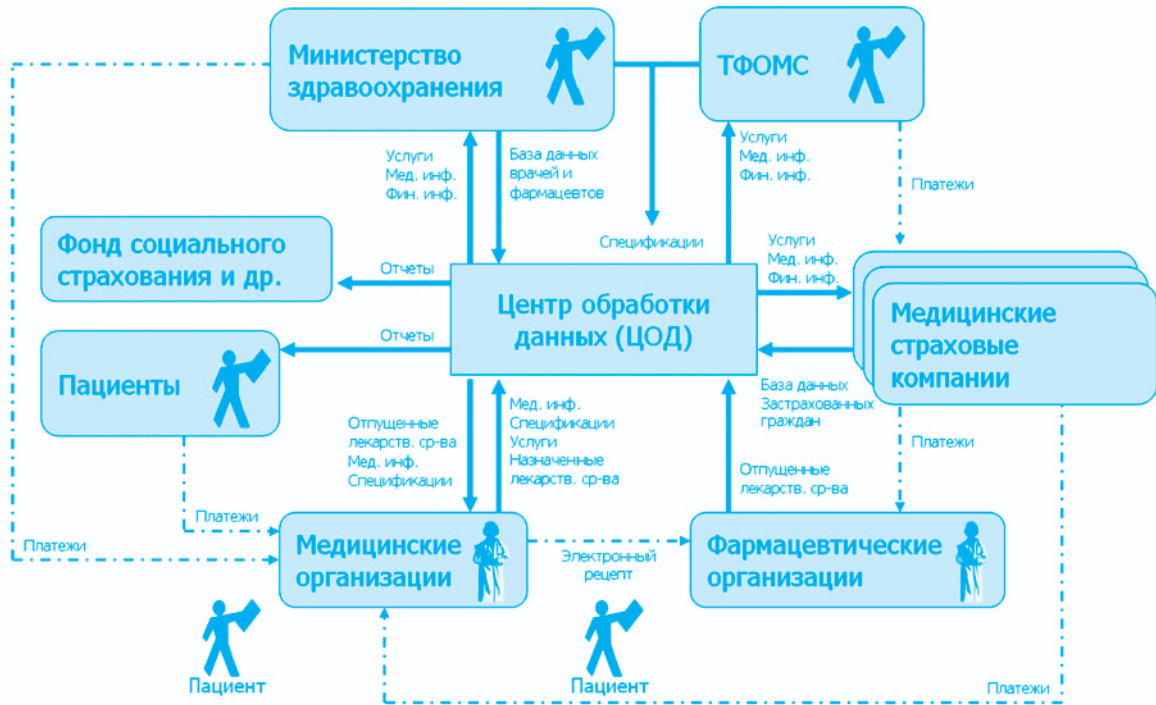 Министерство
здравоохранения
ТФОМС
Услуги
Мед. инф.
Фин. инф.
База данных
врачей и
фармацевтов
Услуги
Мед. инф.
Фин. инф.
Платежи
Спецификации
Фонд социального
страхования и др.
Отчеты
Центр обработки
данных (ЦОД)
Услуги
Мед. инф.
Фин. инф.
Медицинские
страховые
компании
Отчеты
Пациенты
Отпущенные
лекарств. ср-ва
Мед. инф.
Спецификации
Мед. инф.
Спецификации
Услуги
Назначенные
лекарств. ср-ва
База данных
Застрахованных
граждан
Платежи
Отпущенные
лекарств. ср-ва
Платежи
Платежи
Медицинские
организации
Электронный
рецепт
Фармацевтические
организации
Пациент
Пациент
Платежи